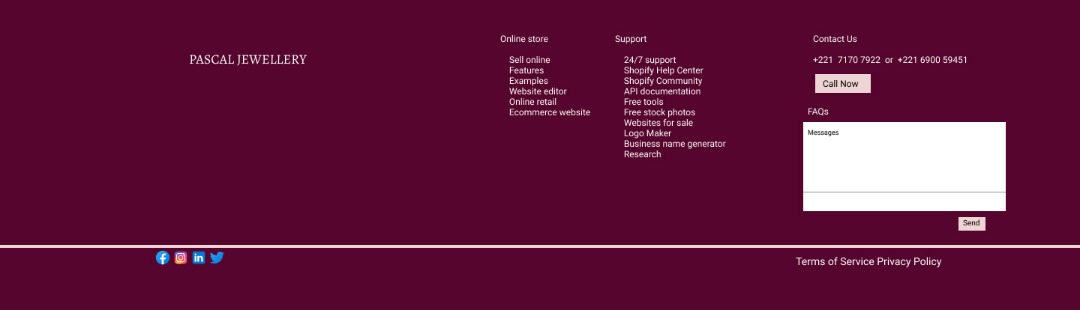 PASCAL JEWELLERY
Online store
Sell online
Features
Examples
Website editor
Online retail
Ecommerce website
Support
24/7 support
Shopify Help Center
Shopify Community
API documentation
Free tools
Free stock photos
Websites for sale
Logo Maker
Business name generator
Research
Contact Us
+221 7170 7922 or +221 6900 59451
Call Now
FAQs
Messages
Send
Terms of Service Privacy Policy